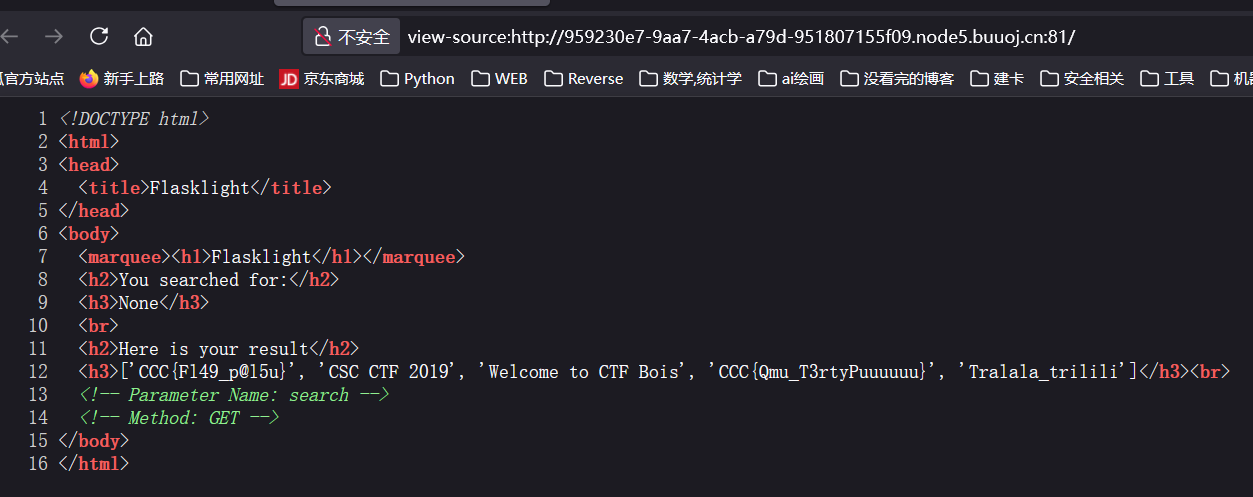 不安全 view-source:http://959230e7-9aa7-4acb-a79d-951807155f09.node5.buuoj.cn:81/
官方站点 新手上路 常用网址 JD 京东商城 Python WEB Reverse 数学,统计学 ai绘画 没看完的博客 建卡 安全相关 工具
1 <!DOCTYPE html>
2 <html>
3 <head>
4 <title>Flasklight</title>
5 </head>
6 <body>
7 <marquee><h1>Flasklight</h1></marquee>
8 <h2>You searched for:</h2>
9 <h3>None</h3>
10 <br>
11 <h2>Here is your result</h2>
12 <h3>['CCC{Fl49_p@l5u}', 'CSC CTF 2019', 'Welcome to CTF Bois', 'CCC{Qmu_T3rtyPuuuuuu}', 'Tralala_trilili']</h3><br>
13 <!-- Parameter Name: search -->
14 <!-- Method: GET -->
15 </body>
16 </html>